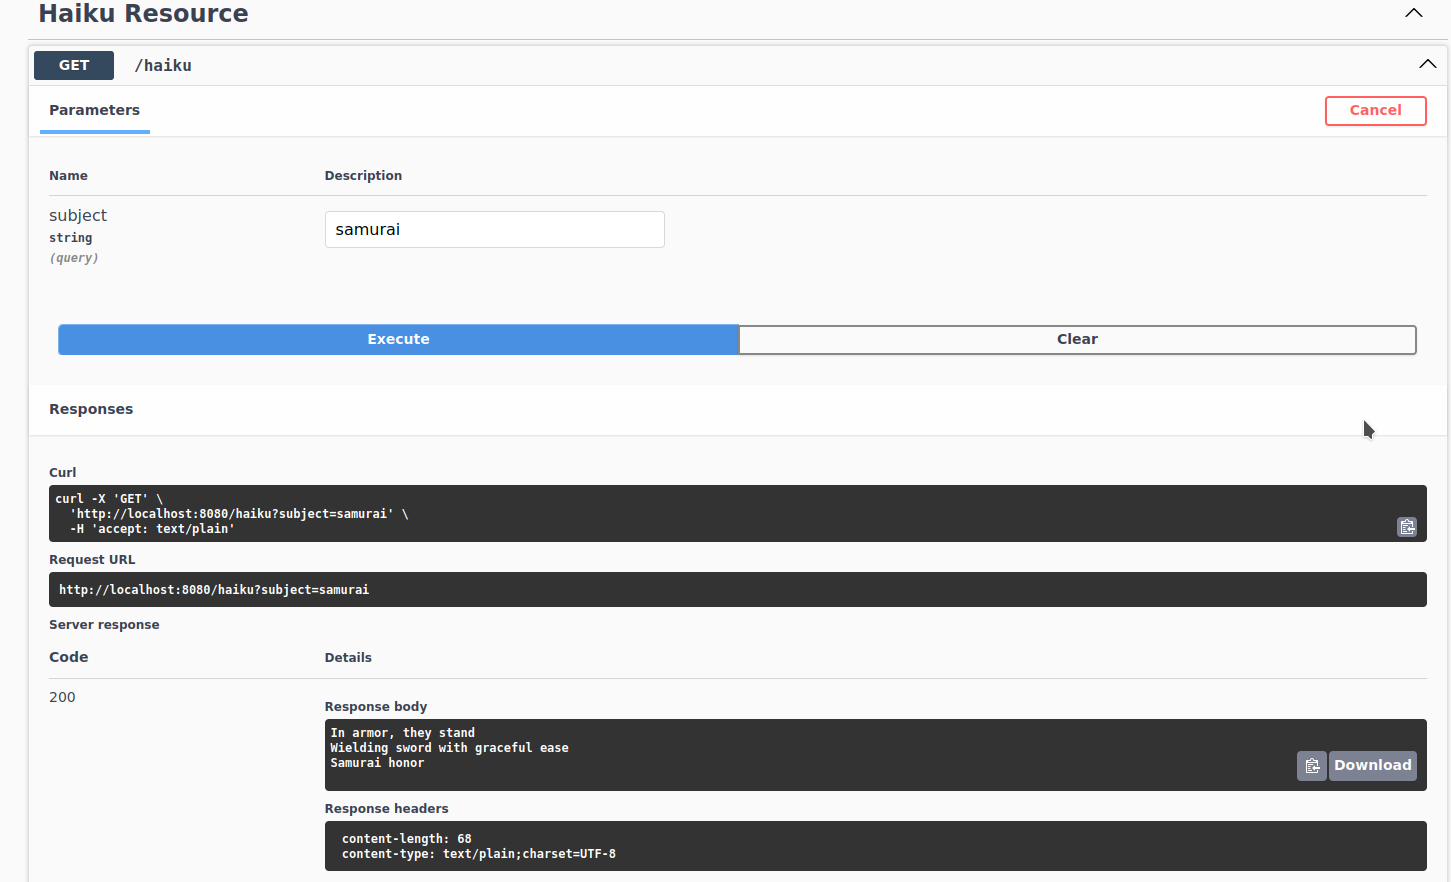 Haiku Resource
GET /haiku
Parameters Cancel
Name Description
subject
string
(query)
samurai
Execute Clear
Responses
Curl
curl -X 'GET' \
  'http://localhost:8080/haiku?subject=samurai' \
  -H 'accept: text/plain'
Request URL
http://localhost:8080/haiku?subject=samurai
Server response
Code Details
200
Response body
In armor, they stand
Wielding sword with graceful ease
Samurai honor
Download
Response headers
content-length: 68
content-type: text/plain;charset=UTF-8